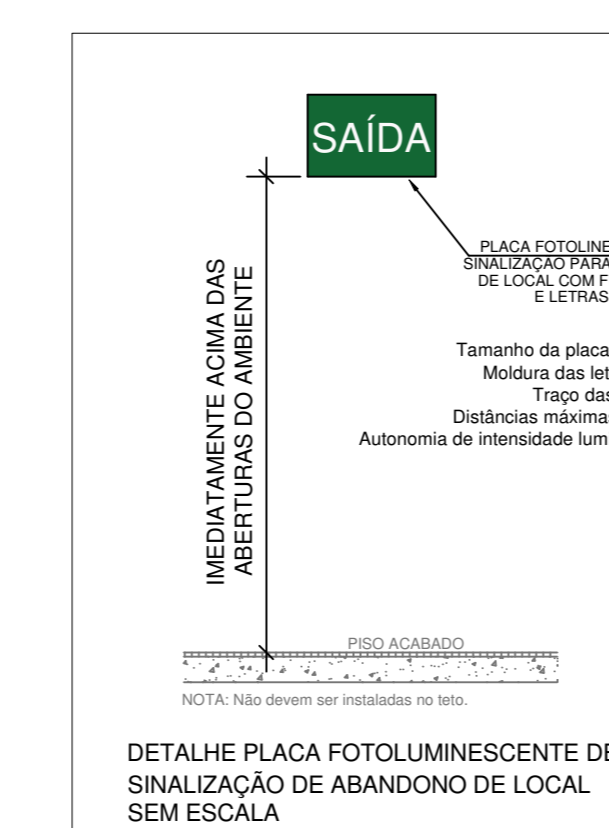 SAÍDA
IMEDIATAMENTE ACIMA DAS
ABERTURAS DO AMBIENTE
PLACA FOTOLINE
SINALIZAÇÃO PARA
DE LOCAL COM F
E LETRAS
Tamanho da placa
Moldura das let
Traço das
Distâncias máximas
Autonomia de intensidade lum
PISO ACABADO
NOTA: Não devem ser instaladas no teto.
DETALHE PLACA FOTOLUMINESCENTE DE
SINALIZAÇÃO DE ABANDONO DE LOCAL
SEM ESCALA